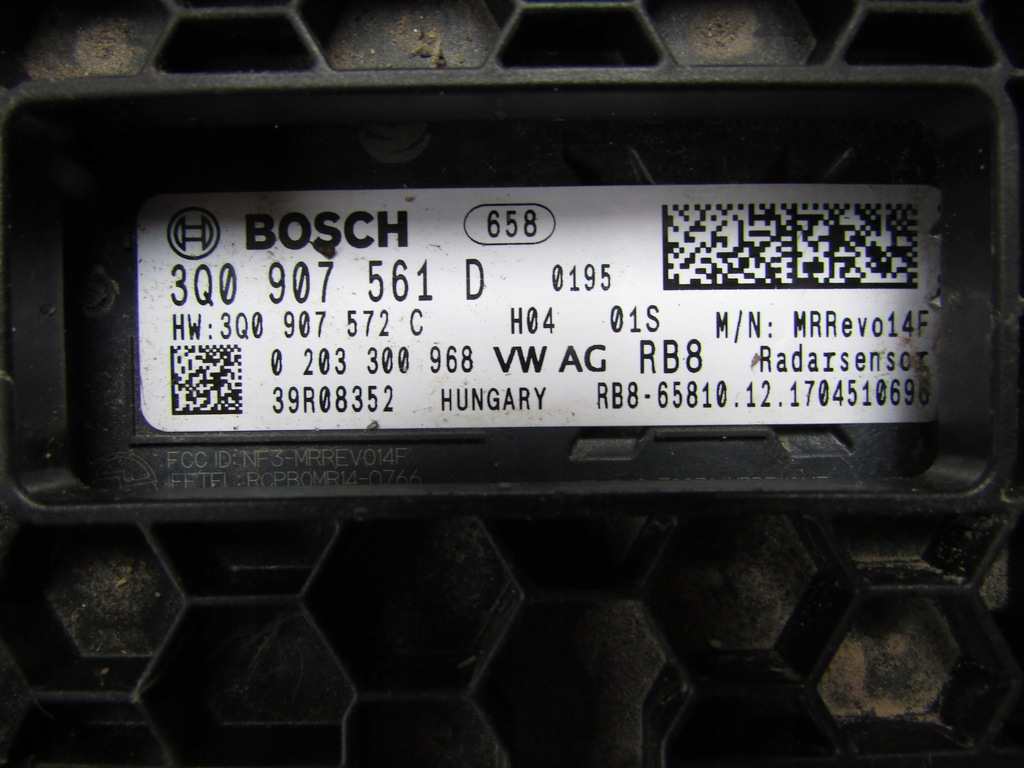 BOSCH 658
3Q0 907 561 D 0195
HW:3Q0 907 572 C H04 01S M/N: MRRevo14F
0 203 300 968 VW AG RB8 Radarsensor
39R08352 HUNGARY RB8-65810.12.1704510696
FCC ID: NF3-MRREVO14F